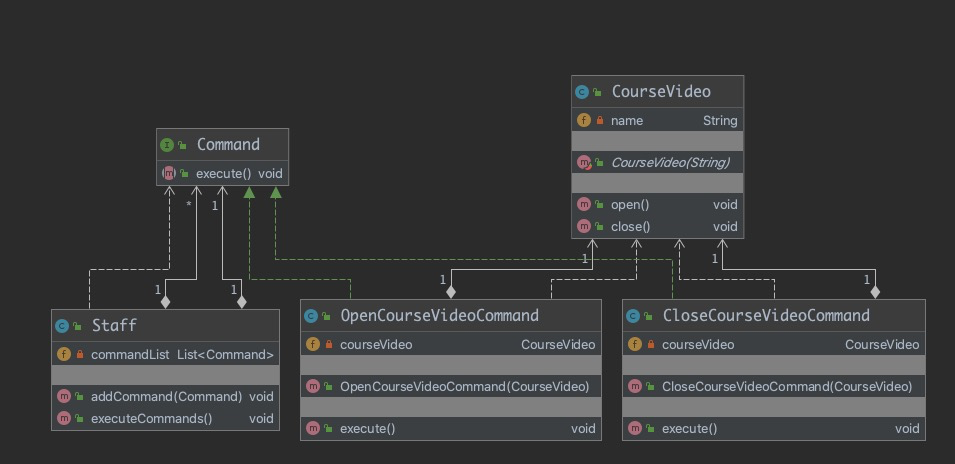 CourseVideo
name String
CourseVideo(String)
open() void
close() void
Command
execute() void
* 1
1 1
1 1
1 1
Staff
commandList List<Command>
addCommand(Command) void
executeCommands() void
OpenCourseVideoCommand
courseVideo CourseVideo
OpenCourseVideoCommand(CourseVideo)
execute() void
CloseCourseVideoCommand
courseVideo CourseVideo
CloseCourseVideoCommand(CourseVideo)
execute() void